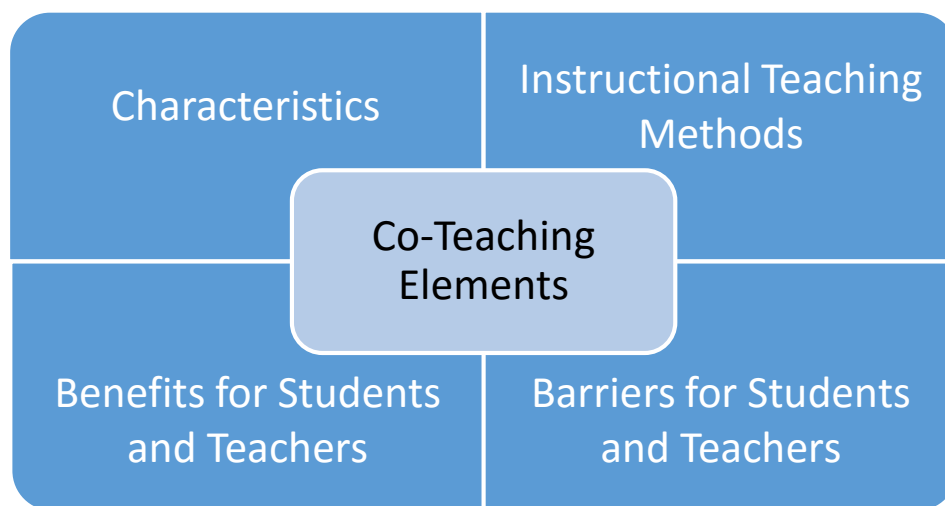 Characteristics
Instructional Teaching
Methods
Co-Teaching
Elements
Benefits for Students
and Teachers
Barriers for Students
and Teachers